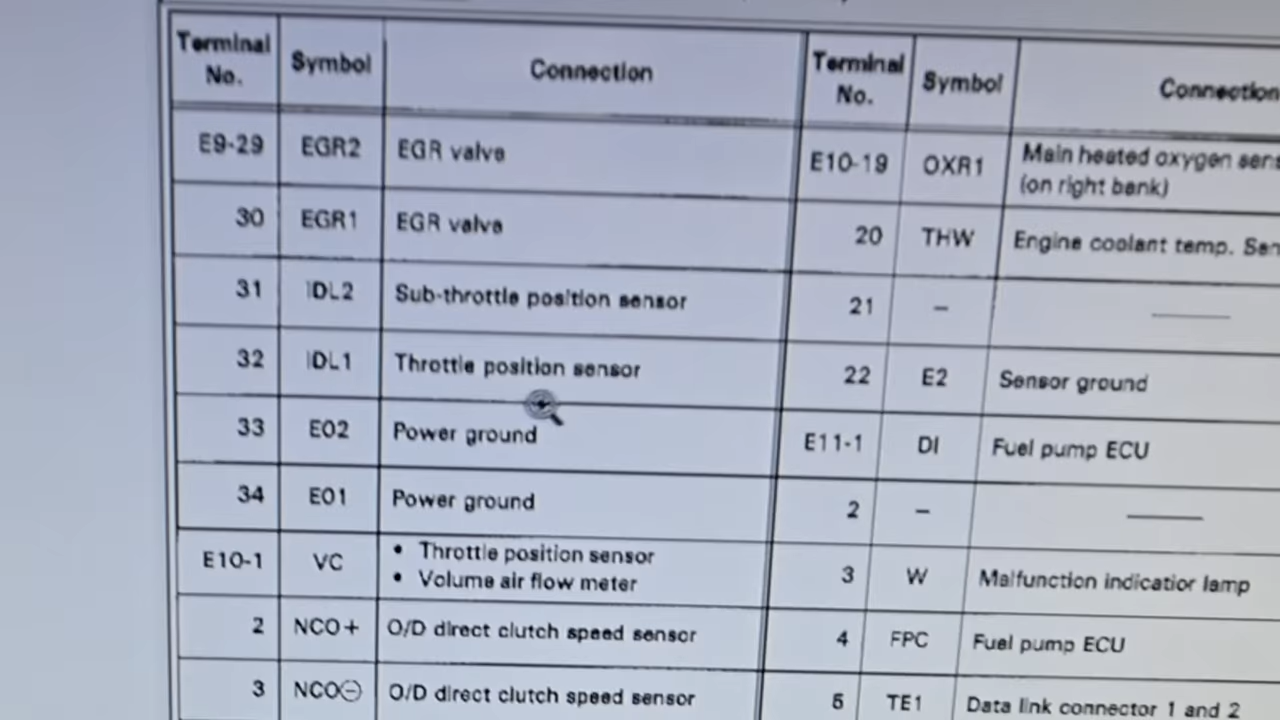 Terminal No. Symbol Connection Terminal No. Symbol Connection
E9-29 EGR2 EGR valve E10-19 OXR1 Main heated oxygen
(on right bank)
30 EGR1 EGR valve 20 THW Engine coolant temp.
31 IDL2 Sub-throttle position sensor 21 –
32 IDL1 Throttle position sensor 22 E2 Sensor ground
33 E02 Power ground E11-1 DI Fuel pump ECU
34 E01 Power ground 2 –
E10-1 VC • Throttle position sensor
• Volume air flow meter
3 W Malfunction indicatior lamp
2 NCO+ O/D direct clutch speed sensor 4 FPC Fuel pump ECU
3 NCO⊖ O/D direct clutch speed sensor 5 TE1 Data link connector 1 and 2